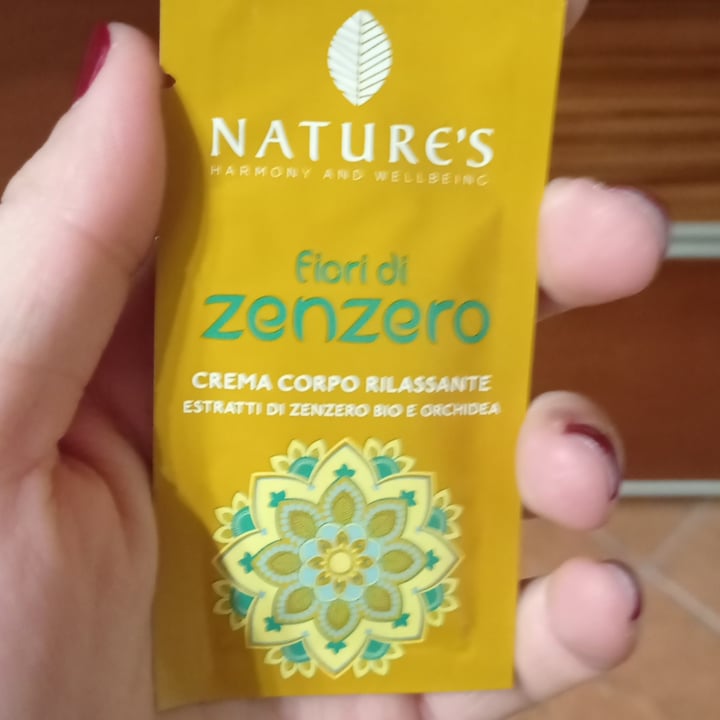 NATURE'S
HARMONY AND WELLBEING
fiori di
zenzero
CREMA CORPO RILASSANTE
ESTRATTI DI ZENZERO BIO E ORCHIDEA